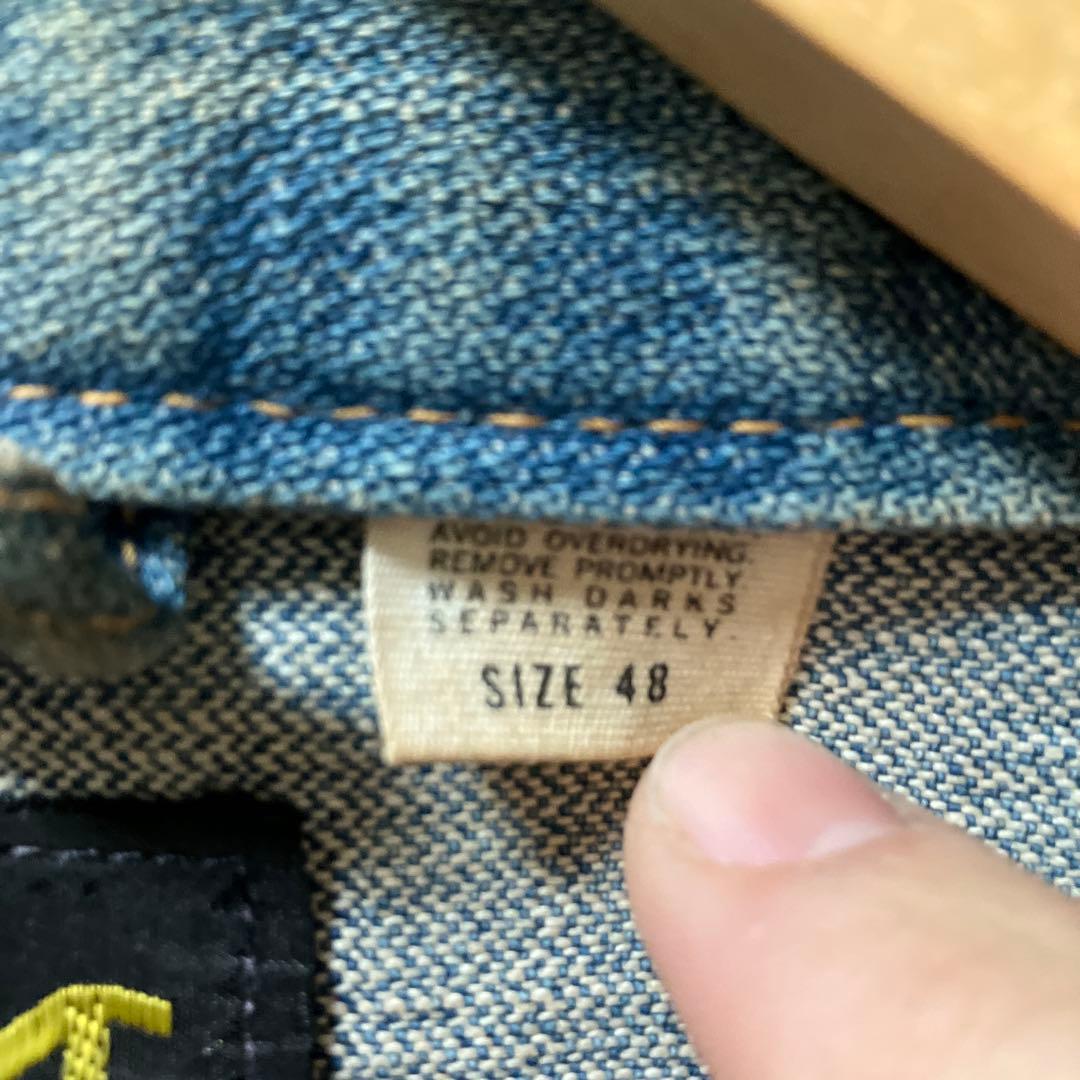 AVOID OVERDRYING.
REMOVE PROMPTLY.
WASH DARKS
SEPARATELY.
SIZE 48